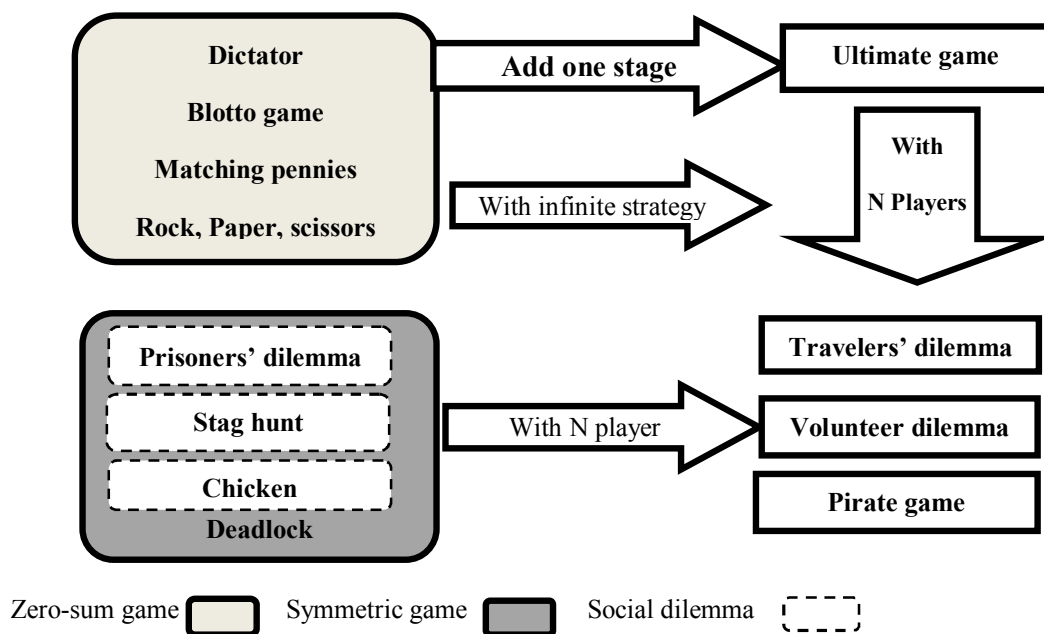 Dictator
Blotto game
Matching pennies
Rock, Paper, scissors
Add one stage
Ultimate game
With infinite strategy
With
N Players
Prisoners’ dilemma
Stag hunt
Chicken
Deadlock
With N player
Travelers’ dilemma
Volunteer dilemma
Pirate game
Zero-sum game
Symmetric game
Social dilemma